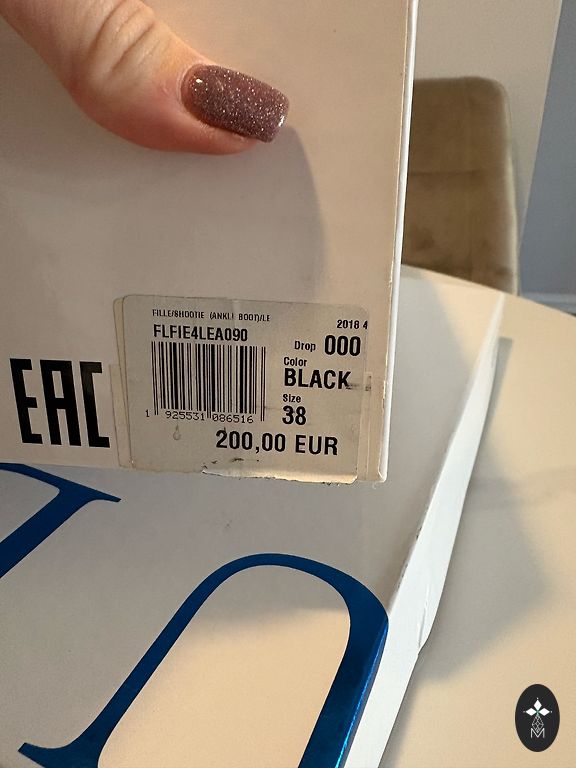 FILLE/SHOOTIE (ANKLE BOOT)/LE
FLFIE4LEA090
2018 4
Drop 000
Color
BLACK
Size
38
1 925531 086516
200,00 EUR
EAC